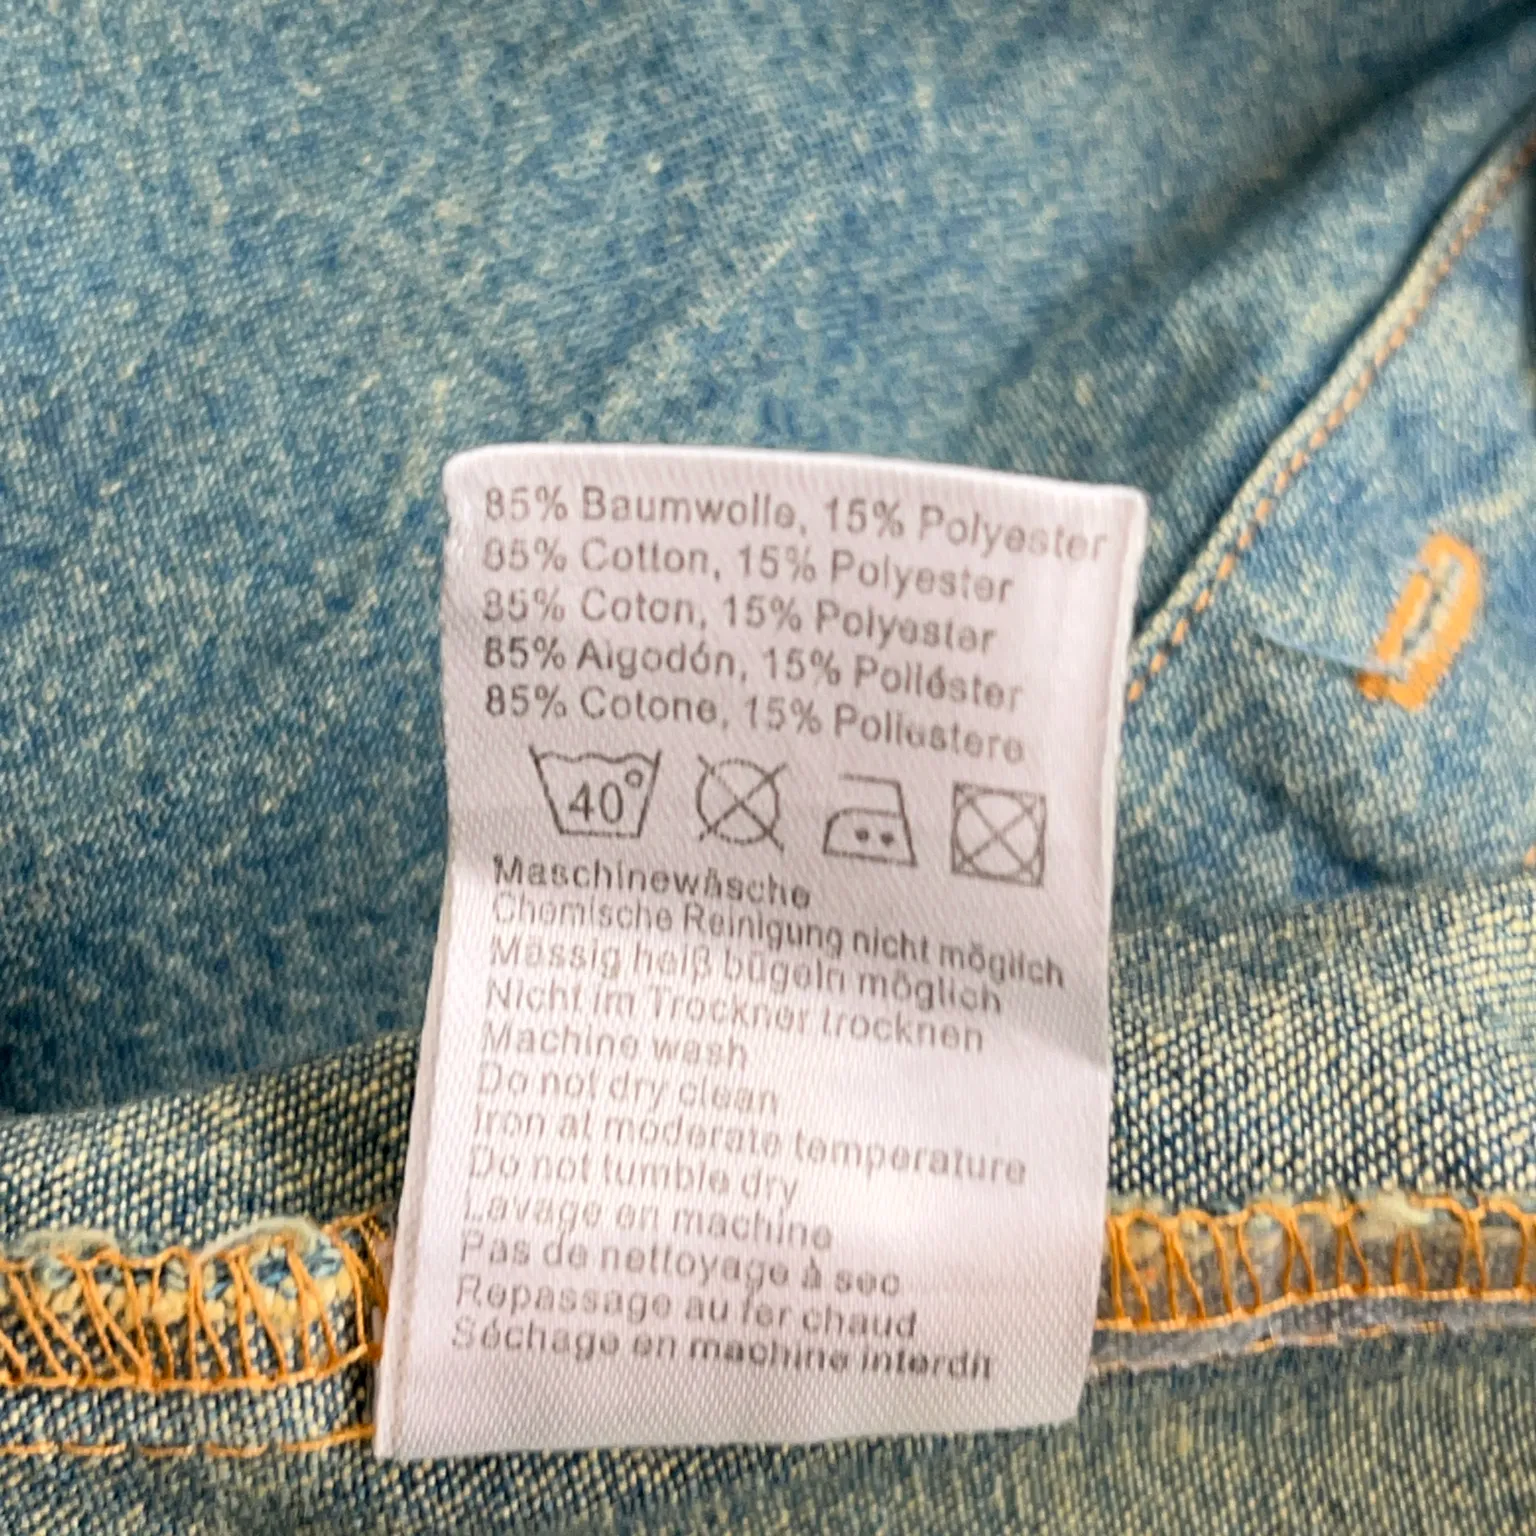 85% Baumwolle, 15% Polyester
85% Cotton, 15% Polyester
85% Coton, 15% Polyester
85% Algodón, 15% Poliéster
85% Cotone, 15% Poliestere
40°
Maschinewäsche
Chemische Reinigung nicht möglich
Mässig heiß bügeln möglich
Nicht im Trockner trocknen
Machine wash
Do not dry clean
Iron at moderate temperature
Do not tumble dry
Lavage en machine
Pas de nettoyage à sec
Repassage au fer chaud
Séchage en machine interdit